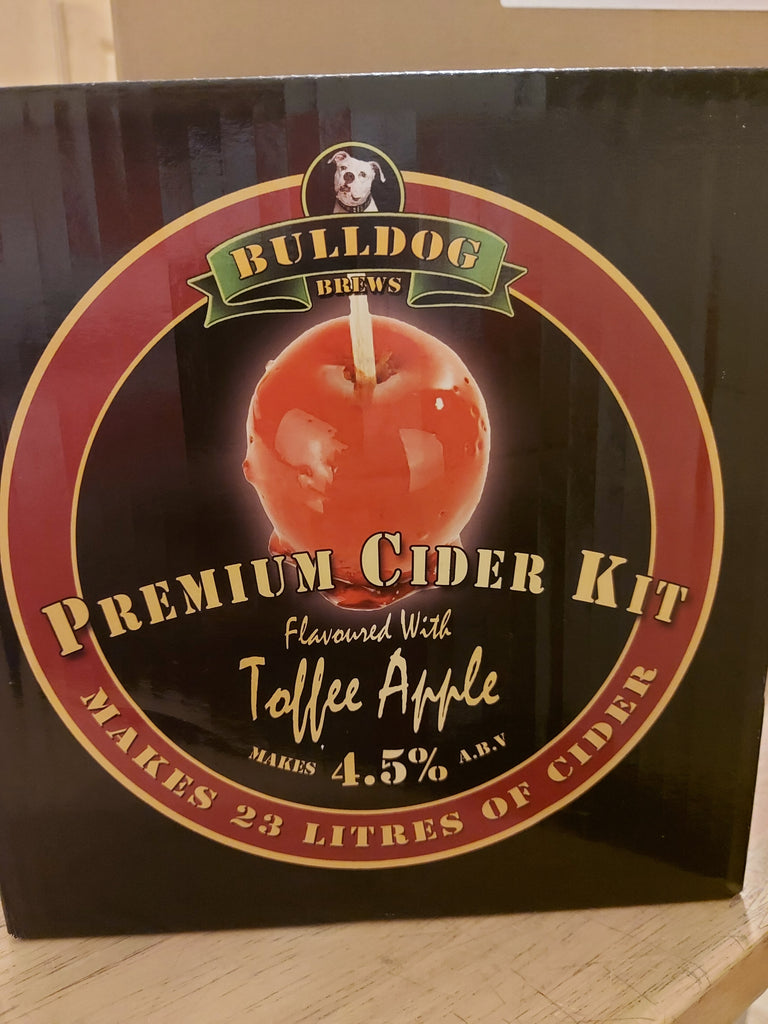 BULLDOG
BREWS
PREMIUM CIDER KIT
Flavoured With
Toffee Apple
MAKES 4.5% A.B.V
MAKES 23 LITRES OF CIDER